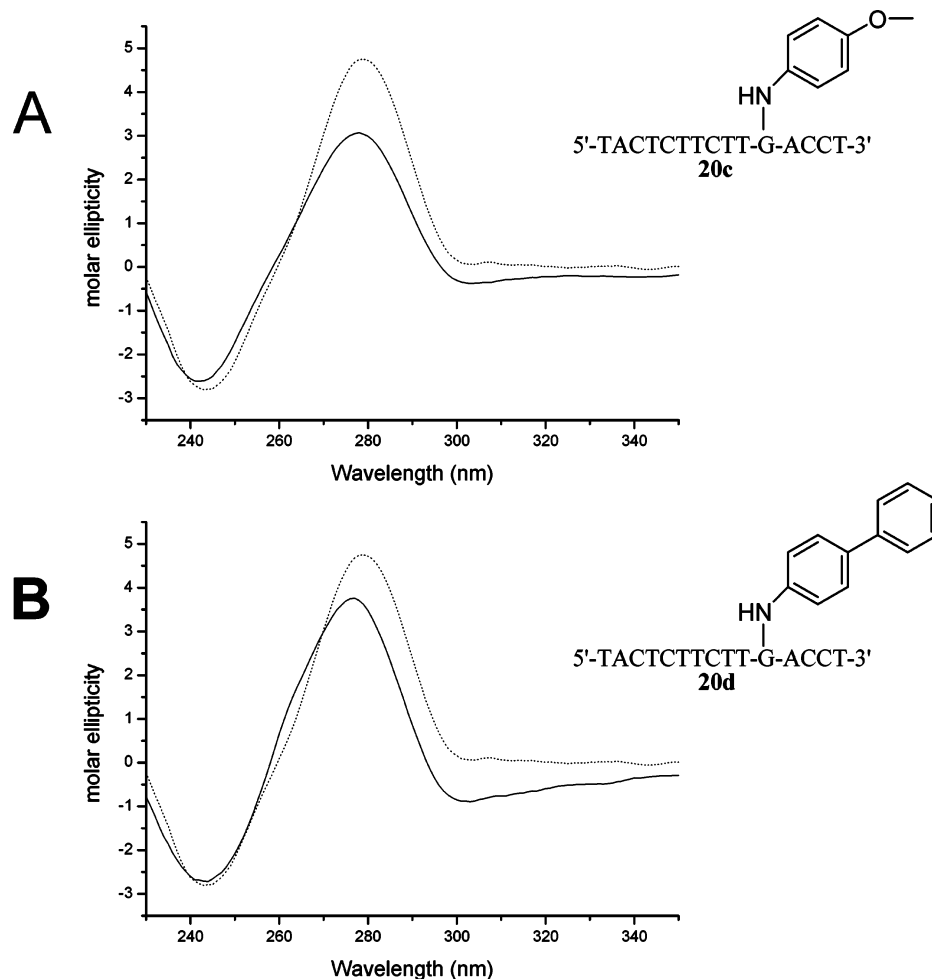 A
5
4
3
2
1
0
-1
-2
-3
240
260
280
300
320
340
molar ellipticity
Wavelength (nm)
O
HN
5'-TACTCTTCTT-G-ACCT-3'
20c
B
5
4
3
2
1
0
-1
-2
-3
240
260
280
300
320
340
molar ellipticity
Wavelength (nm)
HN
5'-TACTCTTCTT-G-ACCT-3'
20d